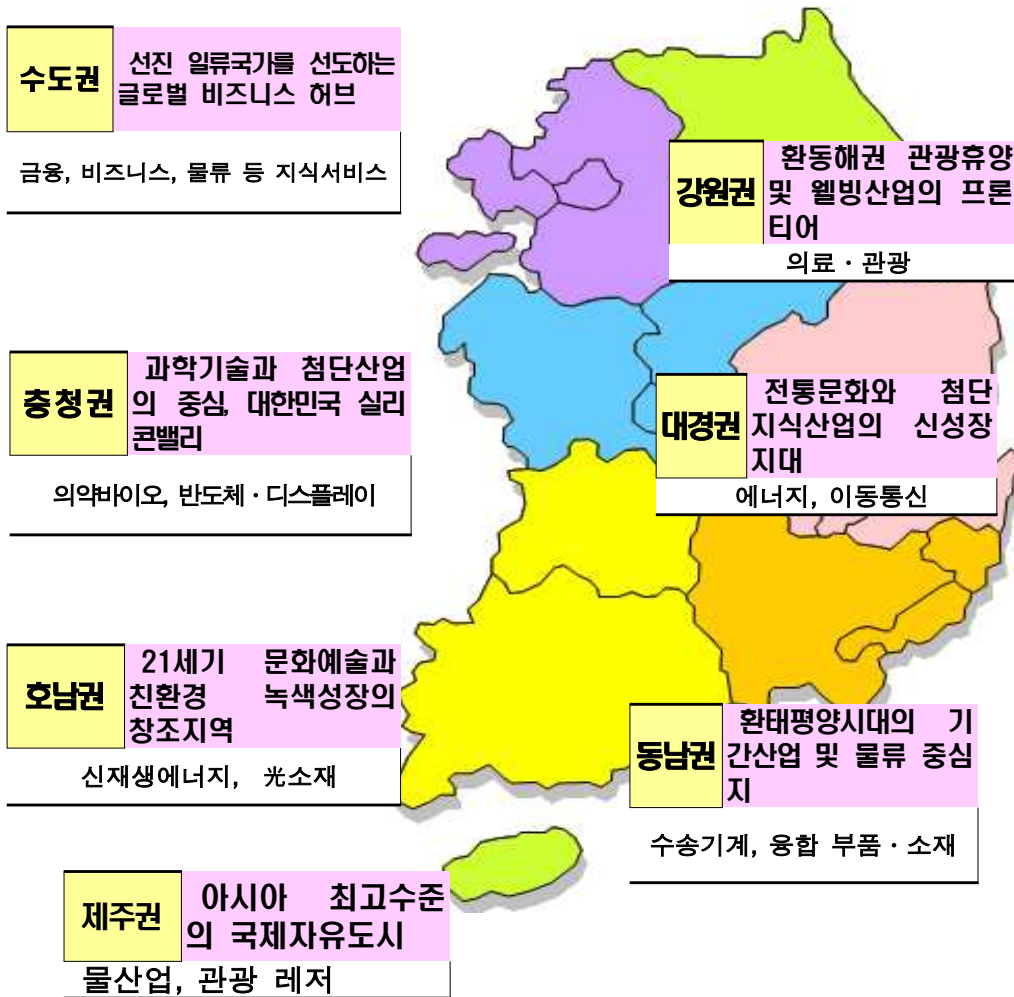 수도권
선진 일류국가를 선도하는
글로벌 비즈니스 허브
금융, 비즈니스, 물류 등 지식서비스
강원권
환동해권 관광휴양
및 웰빙산업의 프론
티어
의료·관광
충청권
과학기술과 첨단산업
의 중심, 대한민국 실리
콘밸리
의약바이오, 반도체·디스플레이
대경권
전통문화와 첨단
지식산업의 신성장
지대
에너지, 이동통신
호남권
21세기 문화예술과
친환경 녹색성장의
창조지역
신재생에너지, 光소재
동남권
환태평양시대의 기
간산업 및 물류 중심
지
수송기계, 융합 부품·소재
제주권
아시아 최고수준
의 국제자유도시
물산업, 관광 레저